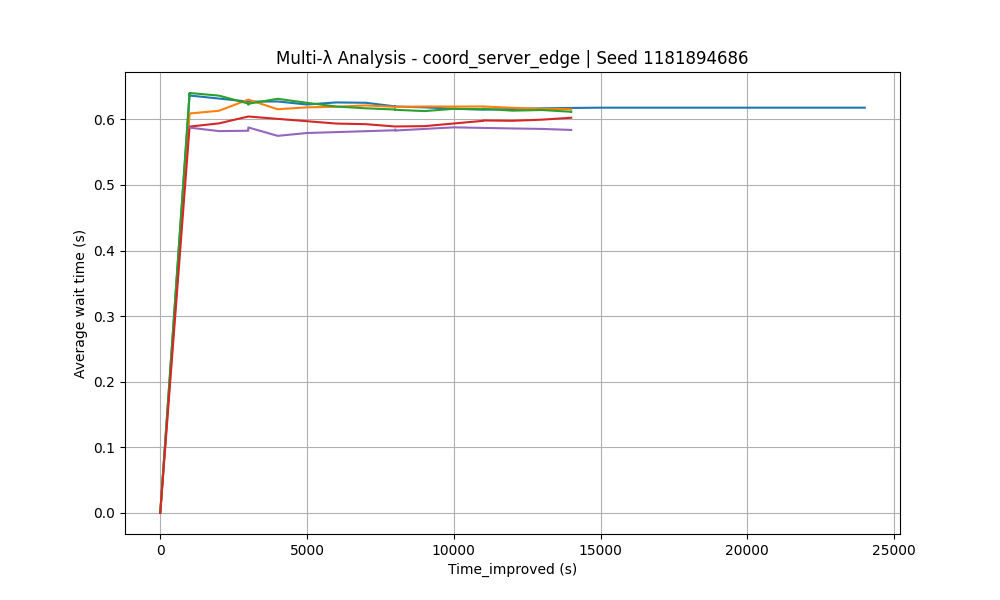 Multi-λ Analysis - coord_server_edge | Seed 1181894686
Average wait time (s)
0.6
0.5
0.4
0.3
0.2
0.1
0.0
0 5000 10000 15000 20000 25000
Time_improved (s)